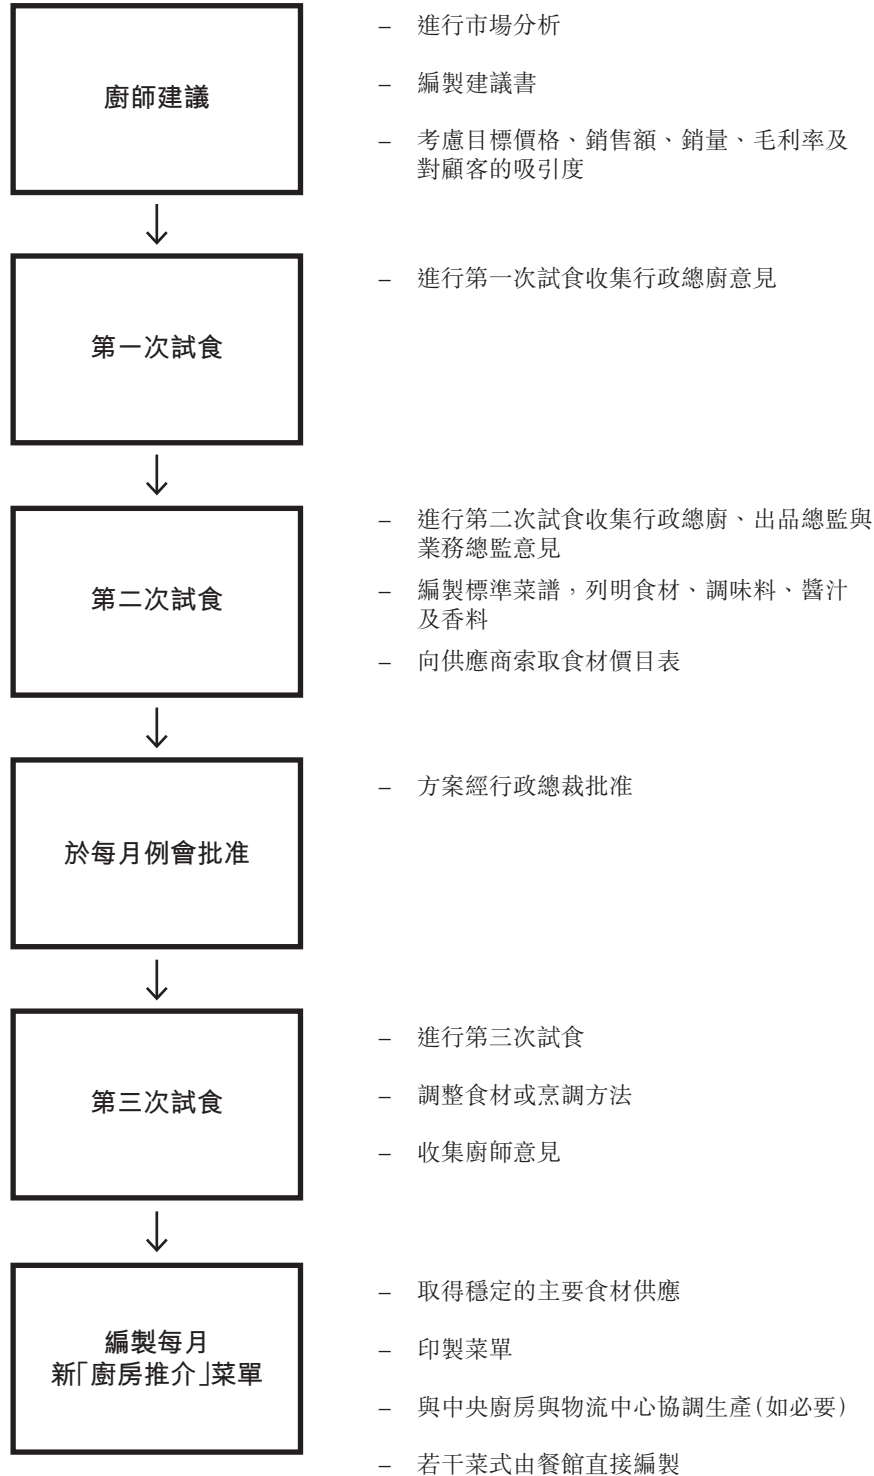 廚師建議
– 進行市場分析
– 編製建議書
– 考慮目標價格、銷售額、銷量、毛利率及
對顧客的吸引度
第一次試食
– 進行第一次試食收集行政總廚意見
第二次試食
– 進行第二次試食收集行政總廚、出品總監與
業務總監意見
– 編製標準菜譜，列明食材、調味料、醬汁
及香料
– 向供應商索取食材價目表
於每月例會批准
– 方案經行政總裁批准
第三次試食
– 進行第三次試食
– 調整食材或烹調方法
– 收集廚師意見
編製每月
新「廚房推介」菜單
– 取得穩定的主要食材供應
– 印製菜單
– 與中央廚房與物流中心協調生產(如必要)
– 若干菜式由餐館直接編製